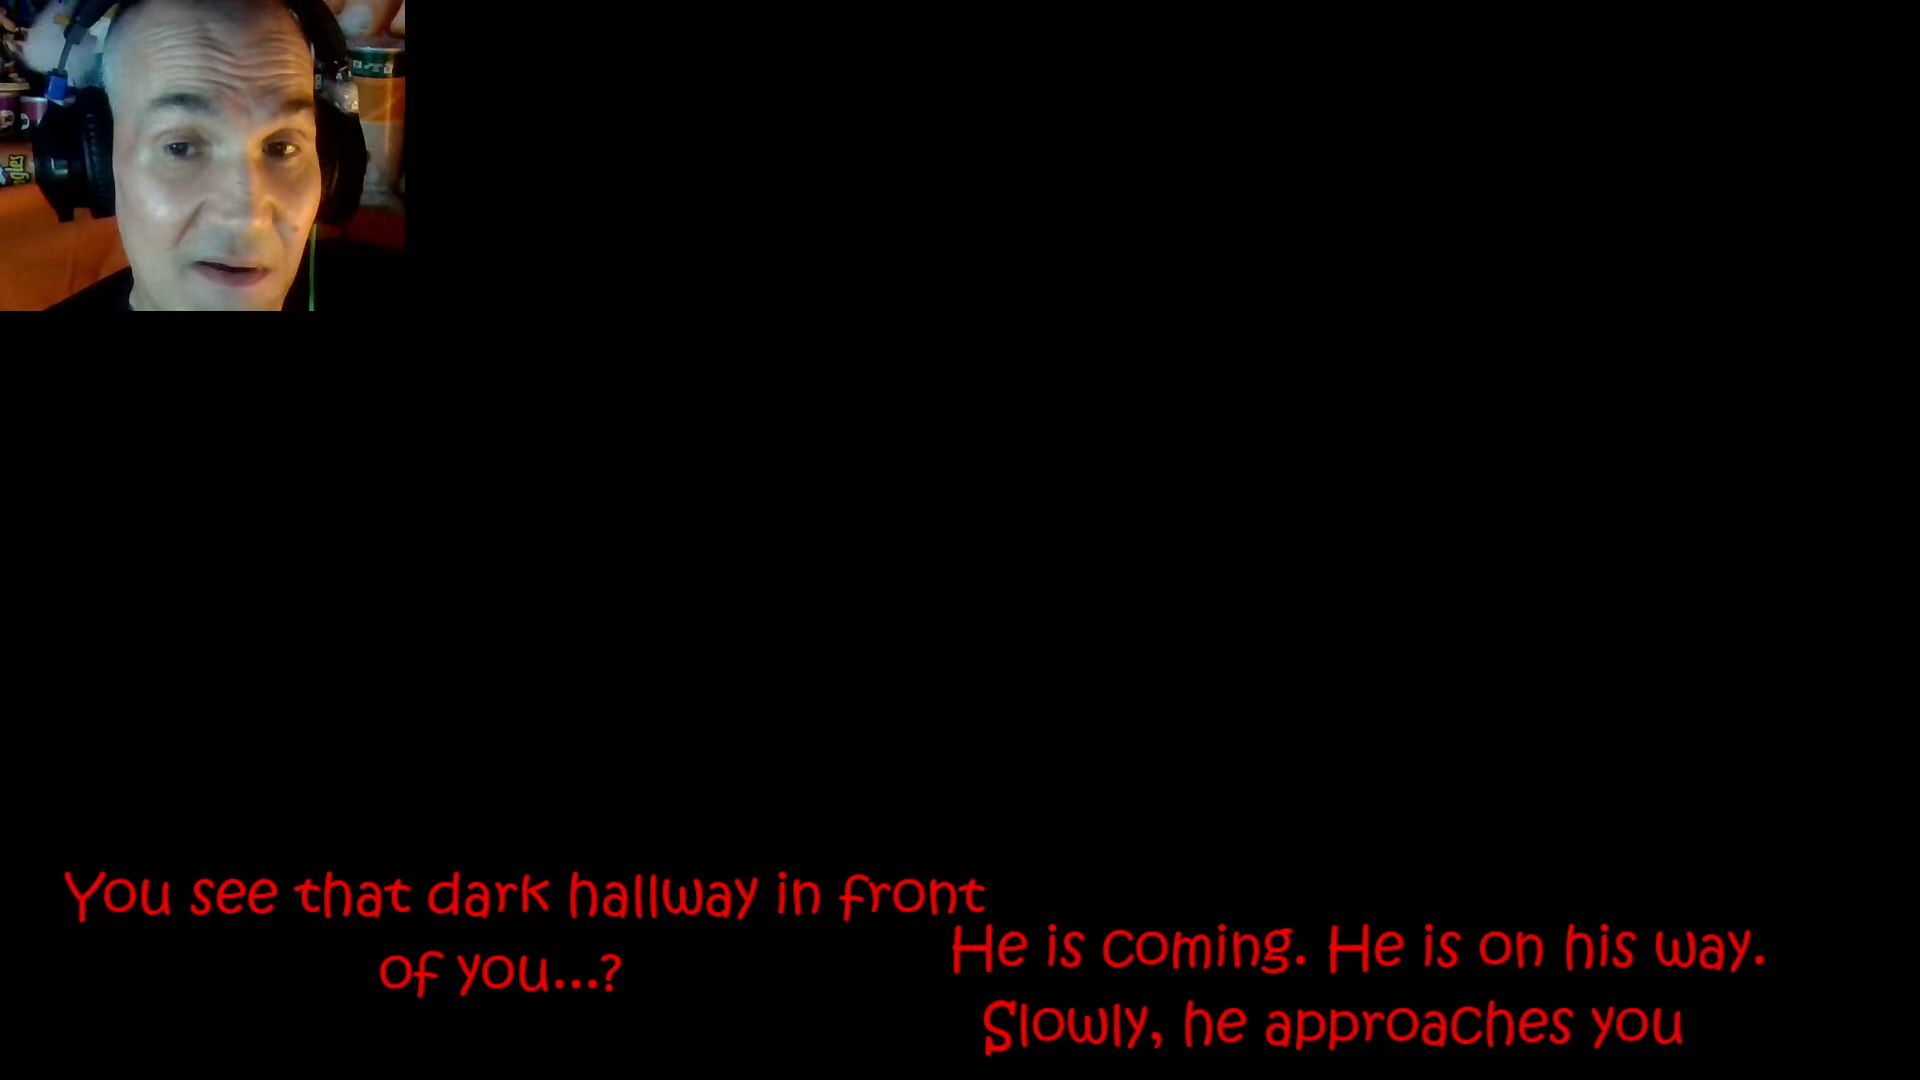 ngles
You see that dark hallway in front
of you...?
He is coming. He is on his way.
Slowly, he approaches you